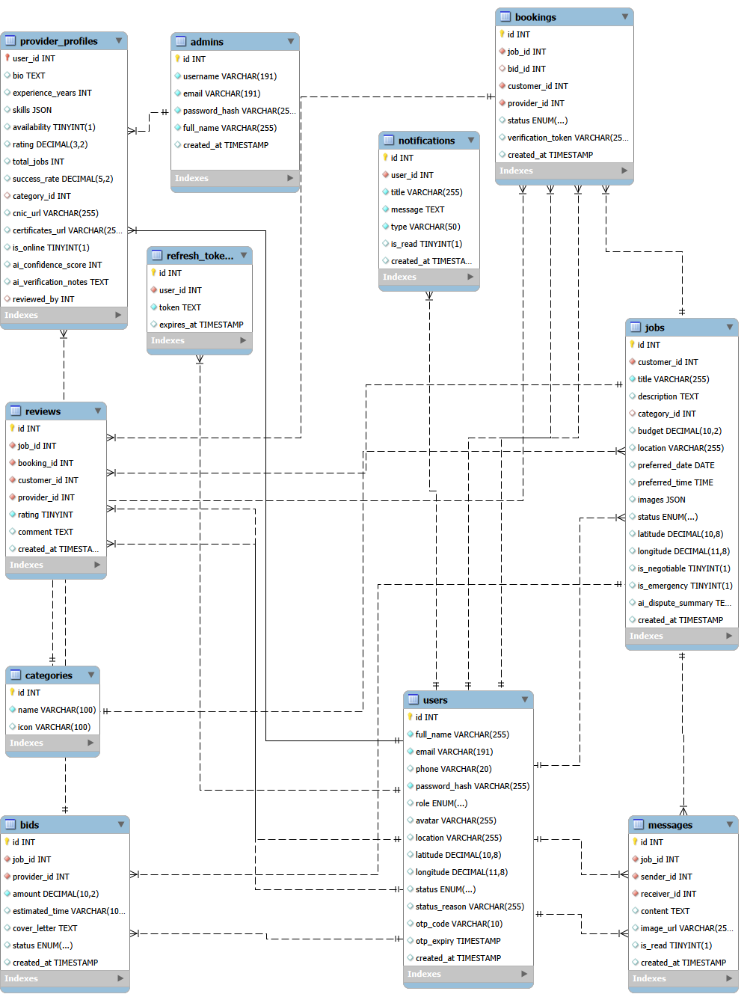 provider_profiles
user_id INT
bio TEXT
experience_years INT
skills JSON
availability TINYINT(1)
rating DECIMAL(3,2)
total_jobs INT
success_rate DECIMAL(5,2)
category_id INT
cnic_url VARCHAR(255)
certificates_url VARCHAR(25...
is_online TINYINT(1)
ai_confidence_score INT
ai_verification_notes TEXT
reviewed_by INT
Indexes
admins
id INT
username VARCHAR(191)
email VARCHAR(191)
password_hash VARCHAR(25...
full_name VARCHAR(255)
created_at TIMESTAMP
Indexes
bookings
id INT
job_id INT
bid_id INT
customer_id INT
provider_id INT
status ENUM(...)
verification_token VARCHAR(25...
created_at TIMESTAMP
Indexes
notifications
id INT
user_id INT
title VARCHAR(255)
message TEXT
type VARCHAR(50)
is_read TINYINT(1)
created_at TIMESTA...
Indexes
refresh_toke...
id INT
user_id INT
token TEXT
expires_at TIMESTAMP
Indexes
jobs
id INT
customer_id INT
title VARCHAR(255)
description TEXT
category_id INT
budget DECIMAL(10,2)
location VARCHAR(255)
preferred_date DATE
preferred_time TIME
images JSON
status ENUM(...)
latitude DECIMAL(10,8)
longitude DECIMAL(11,8)
is_negotiable TINYINT(1)
is_emergency TINYINT(1)
ai_dispute_summary TE...
created_at TIMESTAMP
Indexes
reviews
id INT
job_id INT
booking_id INT
customer_id INT
provider_id INT
rating TINYINT
comment TEXT
created_at TIMESTA...
Indexes
categories
id INT
name VARCHAR(100)
icon VARCHAR(100)
Indexes
users
id INT
full_name VARCHAR(255)
email VARCHAR(191)
phone VARCHAR(20)
password_hash VARCHAR(255)
role ENUM(...)
avatar VARCHAR(255)
location VARCHAR(255)
latitude DECIMAL(10,8)
longitude DECIMAL(11,8)
status ENUM(...)
status_reason VARCHAR(255)
otp_code VARCHAR(10)
otp_expiry TIMESTAMP
created_at TIMESTAMP
Indexes
bids
id INT
job_id INT
provider_id INT
amount DECIMAL(10,2)
estimated_time VARCHAR(10...
cover_letter TEXT
status ENUM(...)
created_at TIMESTAMP
Indexes
messages
id INT
job_id INT
sender_id INT
receiver_id INT
content TEXT
image_url VARCHAR(25...
is_read TINYINT(1)
created_at TIMESTAMP
Indexes